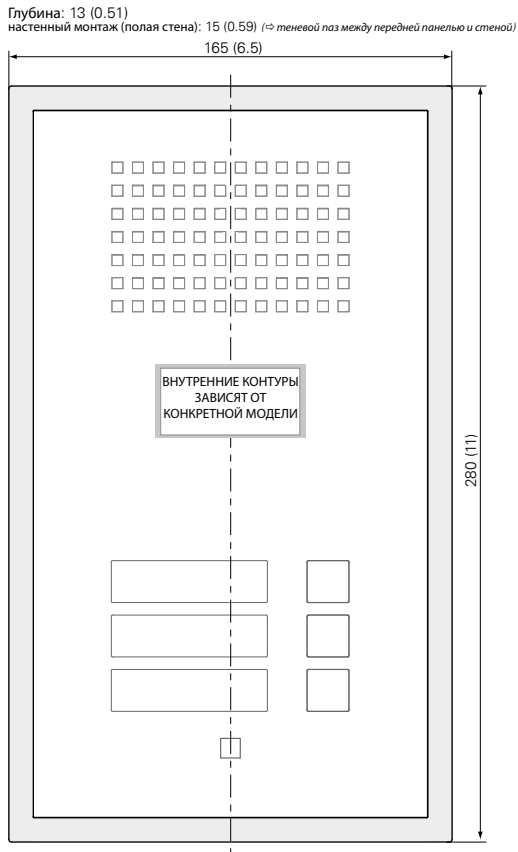 Глубина: 13 (0.51)
настенный монтаж (полая стена): 15 (0.59) (⇨ теневой паз между передней панелью и стеной)
165 (6.5)
ВНУТРЕННИЕ КОНТУРЫ
ЗАВИСЯТ ОТ
КОНКРЕТНОЙ МОДЕЛИ
280 (11)